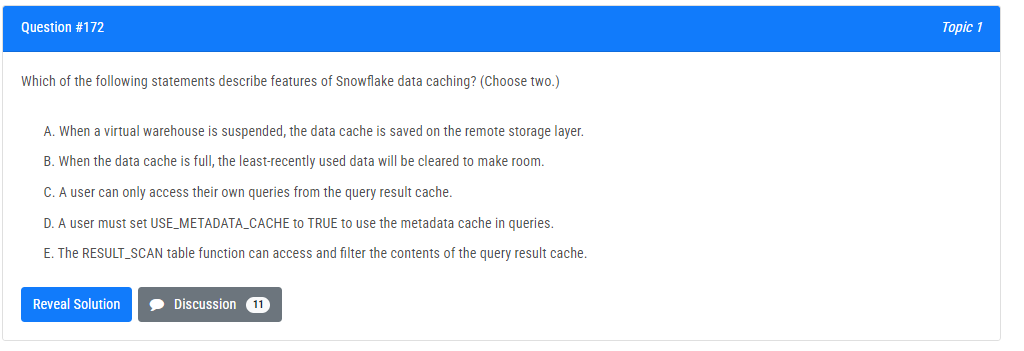 Question #172
Topic 1
Which of the following statements describe features of Snowflake data caching? (Choose two.)
A. When a virtual warehouse is suspended, the data cache is saved on the remote storage layer.
B. When the data cache is full, the least-recently used data will be cleared to make room.
C. A user can only access their own queries from the query result cache.
D. A user must set USE_METADATA_CACHE to TRUE to use the metadata cache in queries.
E. The RESULT_SCAN table function can access and filter the contents of the query result cache.
Reveal Solution
Discussion 11